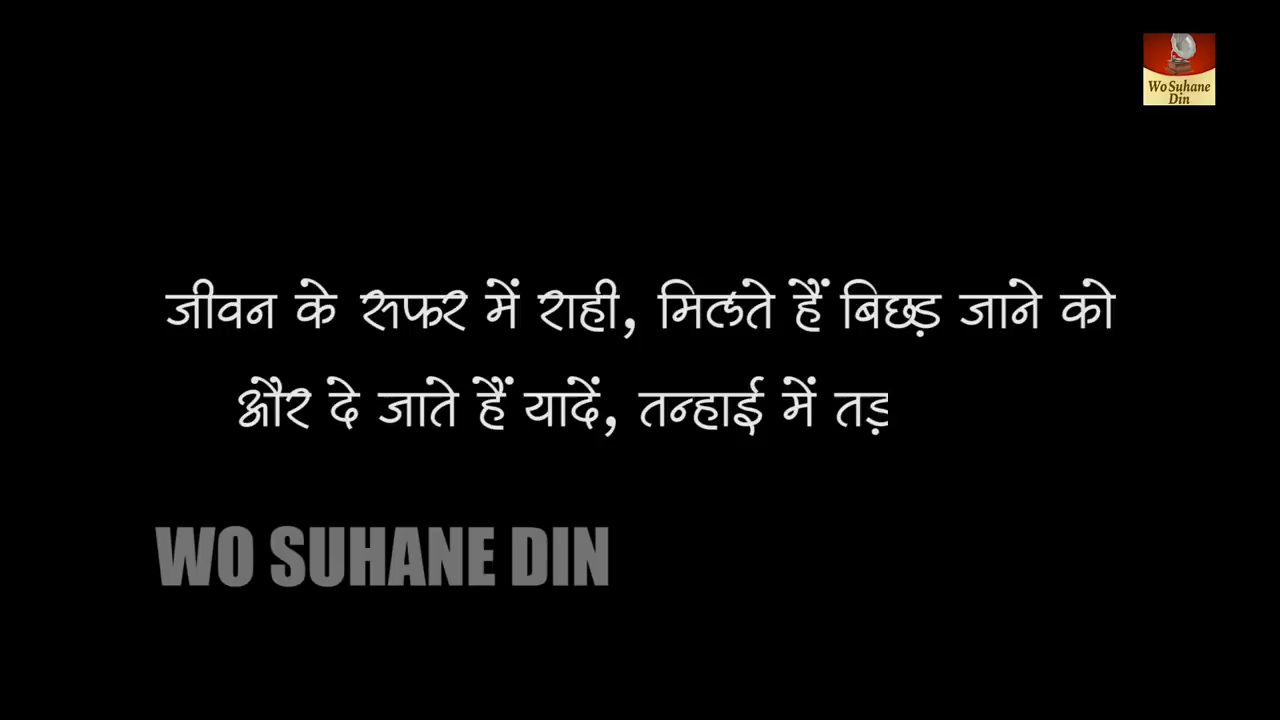 Wo Suhane
Din
जीवन के सफर में राही, मिलते हैं बिछड़ जाने को
और दे जाते हैं यादें, तन्हाई में तड़
WO SUHANE DIN